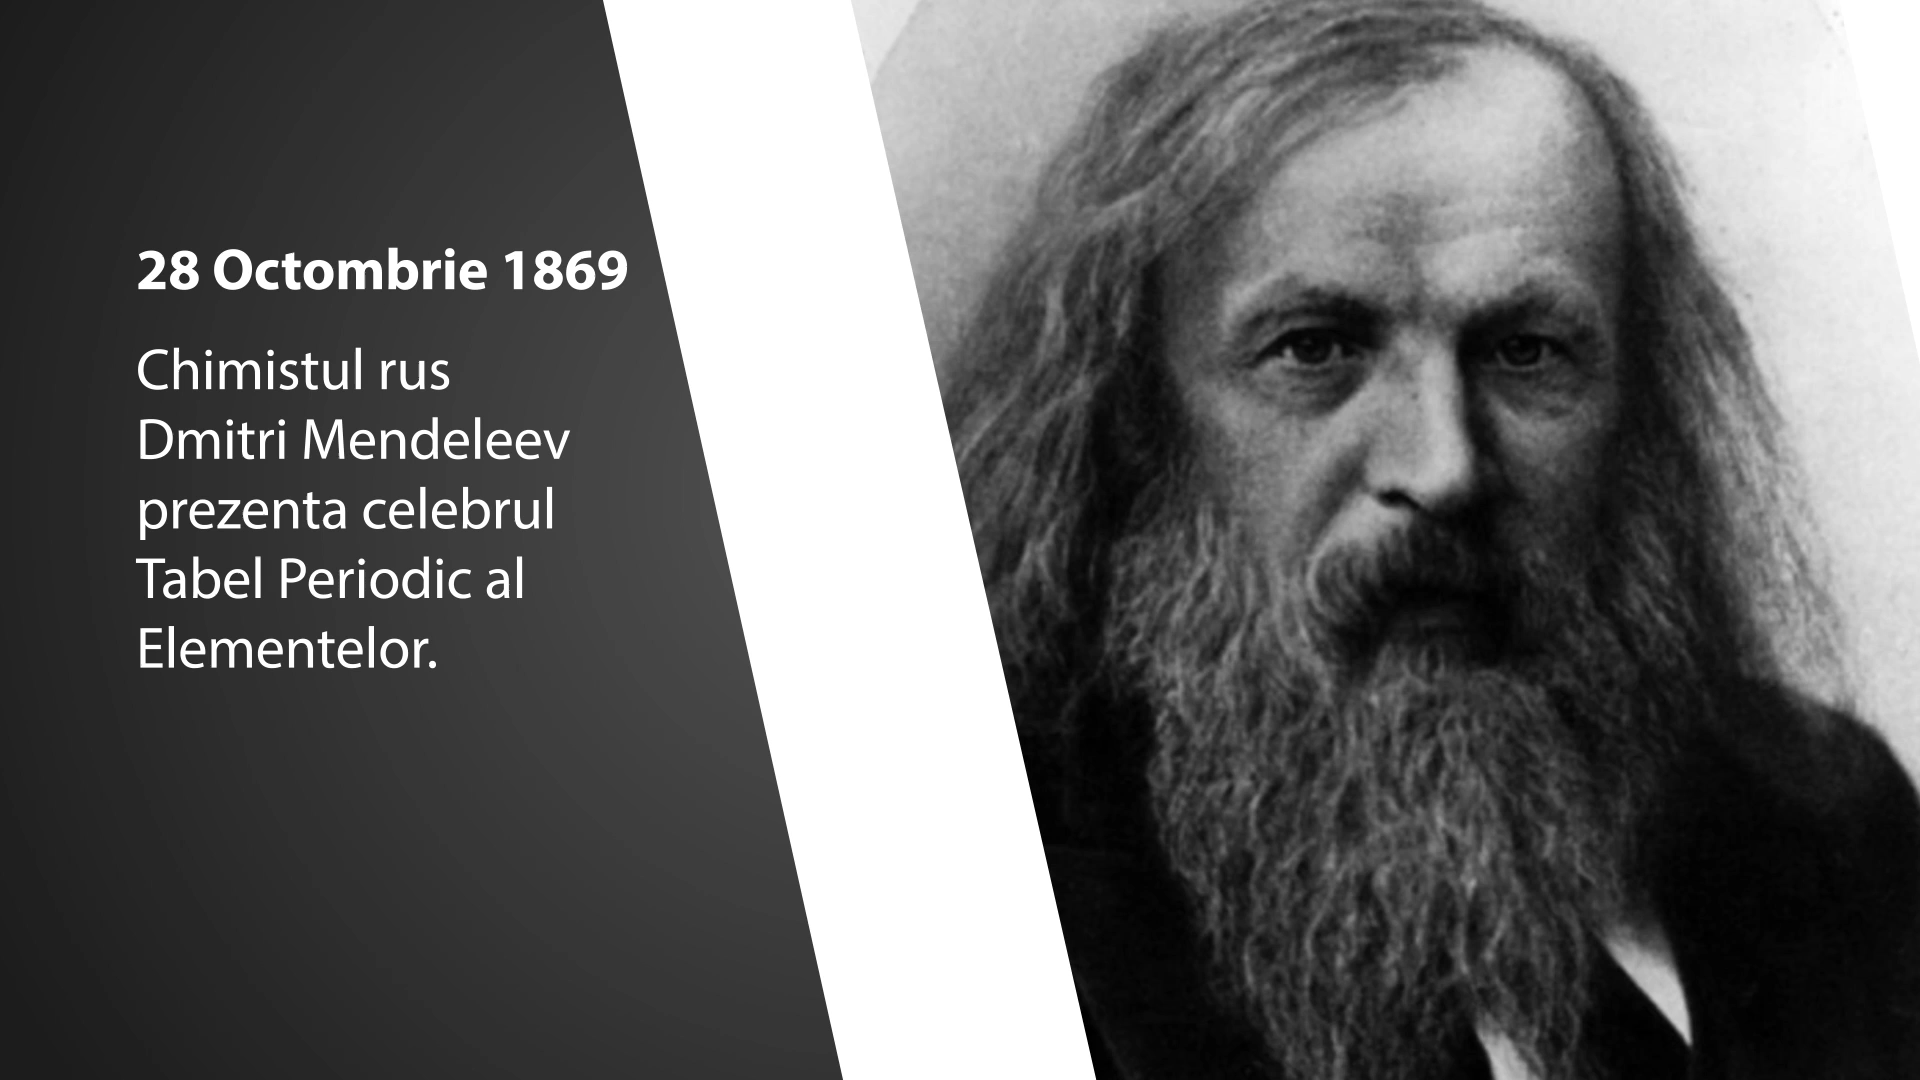 28 Octombrie 1869
Chimistul rus
Dmitri Mendeleev
prezenta celebrul
Tabel Periodic al
Elementelor.